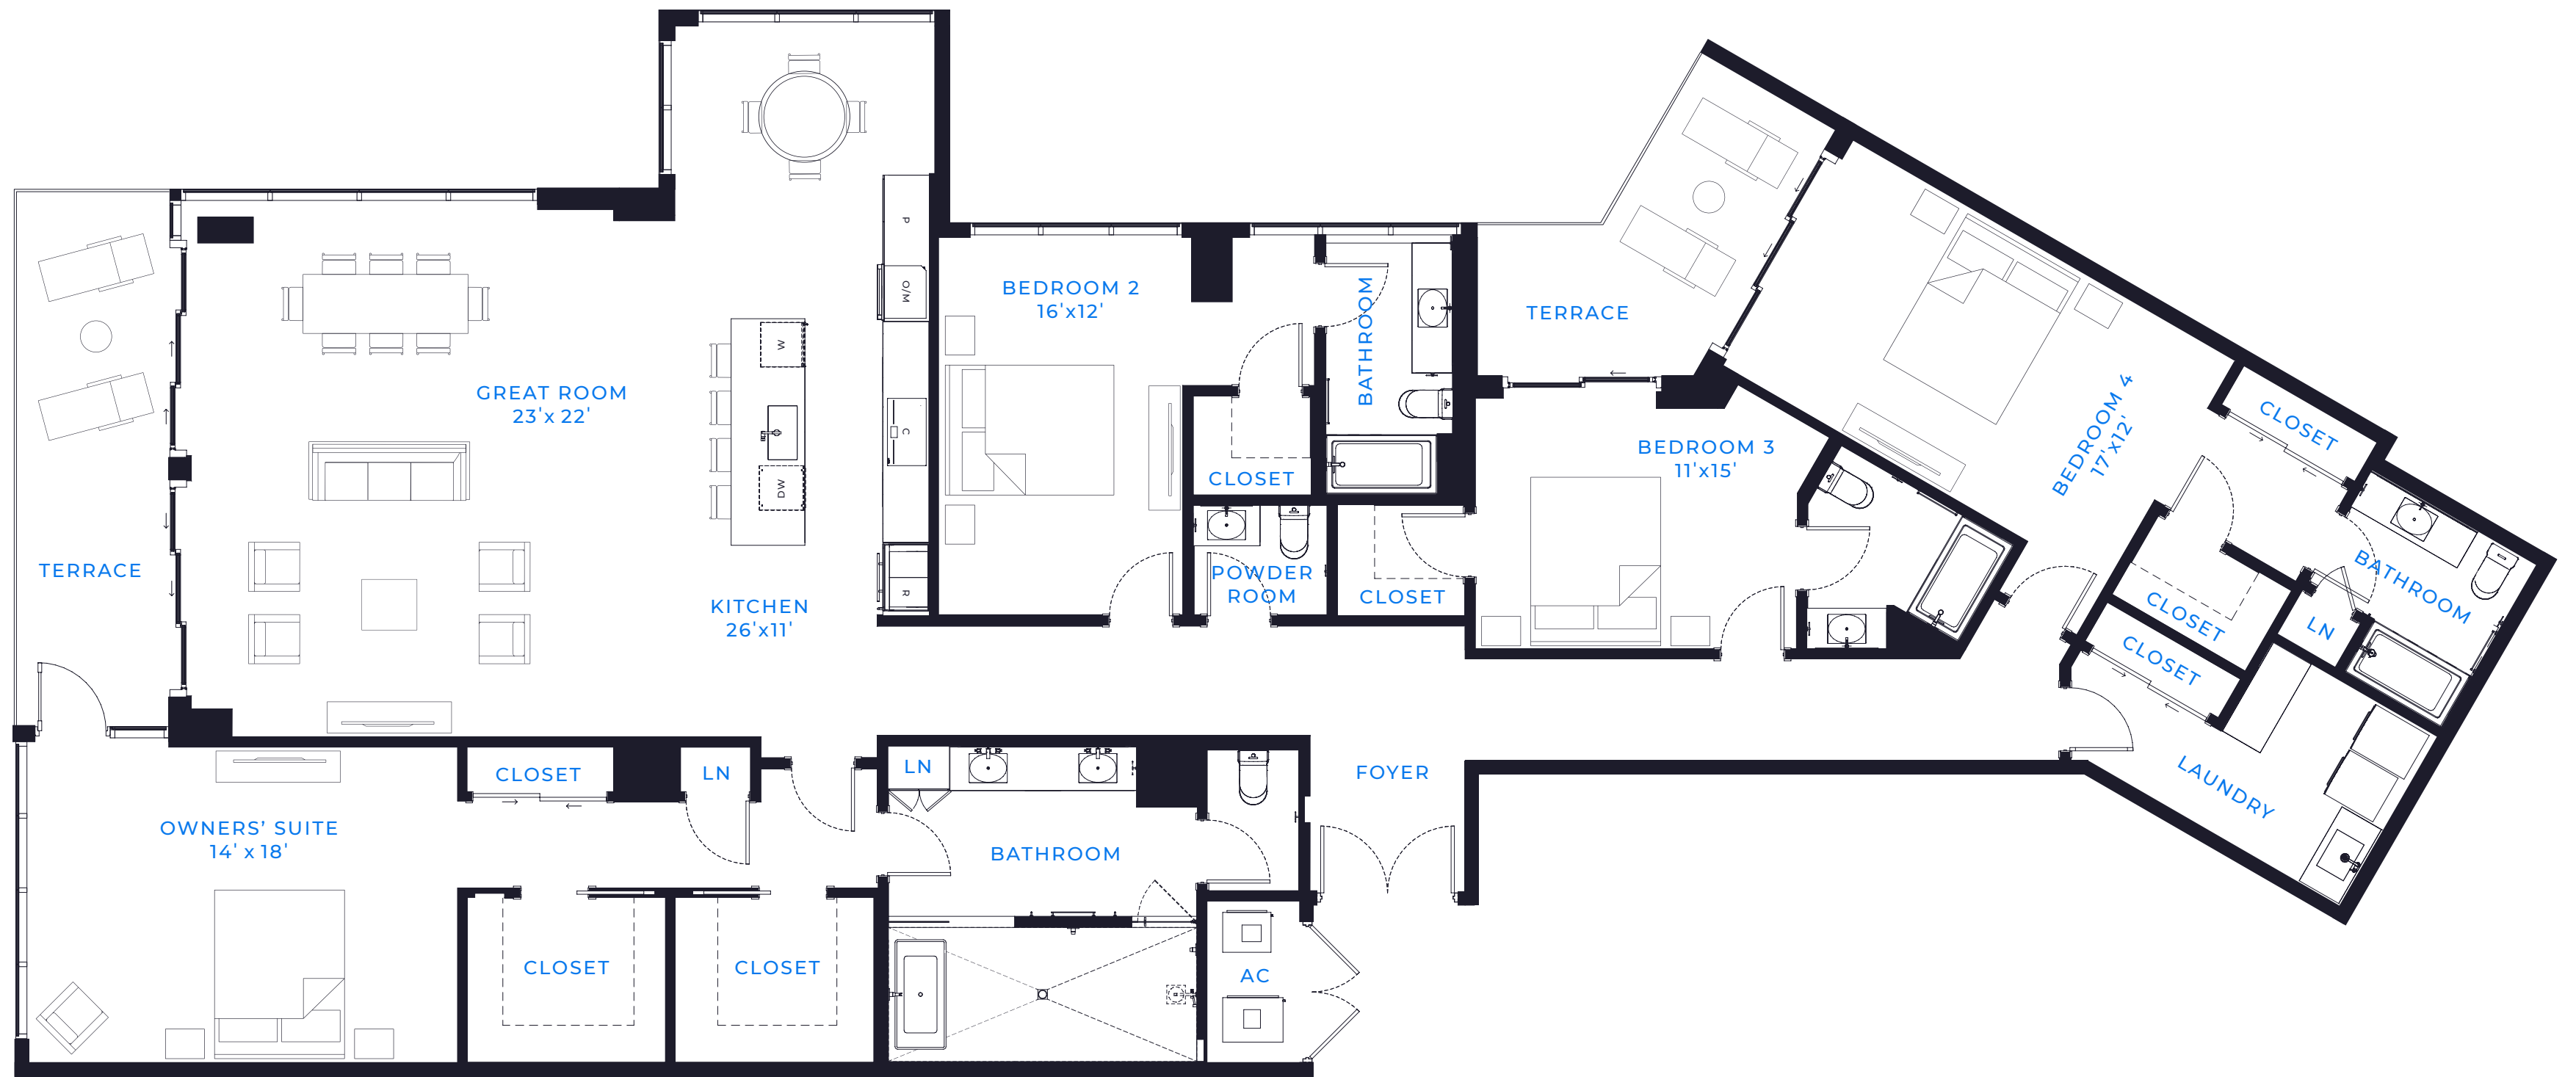 P
O/M
W
C
DW
R
GREAT ROOM
23'x 22'
TERRACE
KITCHEN
26'x11'
BEDROOM 2
16'x12'
BATHROOM
CLOSET
POWDER
ROOM
CLOSET
TERRACE
BEDROOM 3
11'x15'
BEDROOM 4
17'x12'
CLOSET
BATHROOM
CLOSET
LN
CLOSET
LAUNDRY
OWNERS’ SUITE
14' x 18'
CLOSET
LN
LN
BATHROOM
FOYER
CLOSET
CLOSET
AC